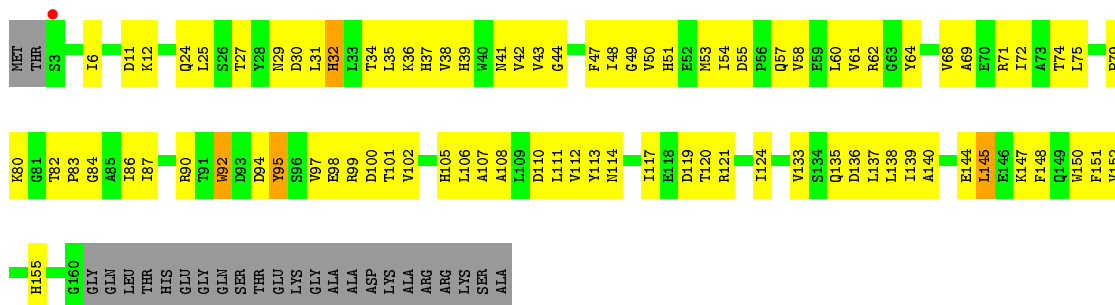 MET THR S3 I6 D11 K12 Q24 L25 S26 T27 Y28 N29 D30 L31 H32 L33 T34 L35 K36 H37 V38 H39 W40 N41 V42 V43 G44 F47 I48 G49 V50 H51 E52 M53 I54 D55 P56 Q57 V58 E59 L60 V61 R62 G63 Y64 V68 A69 E70 R71 I72 A73 T74 L75
K80 G81 T82 P83 G84 A85 I86 I87 R90 T91 W92 D93 D94 Y95 S96 V97 E98 R99 D100 T101 V102 H105 L106 A107 A108 L109 D110 L111 V112 Y113 N114 I117 E118 D119 T120 R121 I124 V133 S134 Q135 D136 L137 L138 I139 A140 E144 L145 E146 K147 F148 Q149 W150 F151
H155 G160 GLY GLN LEU THR HIS GLU GLY GLN SER THR GLU LYS GLY ALA ALA ASP LYS ALA ARG ARG LYS SER ALA